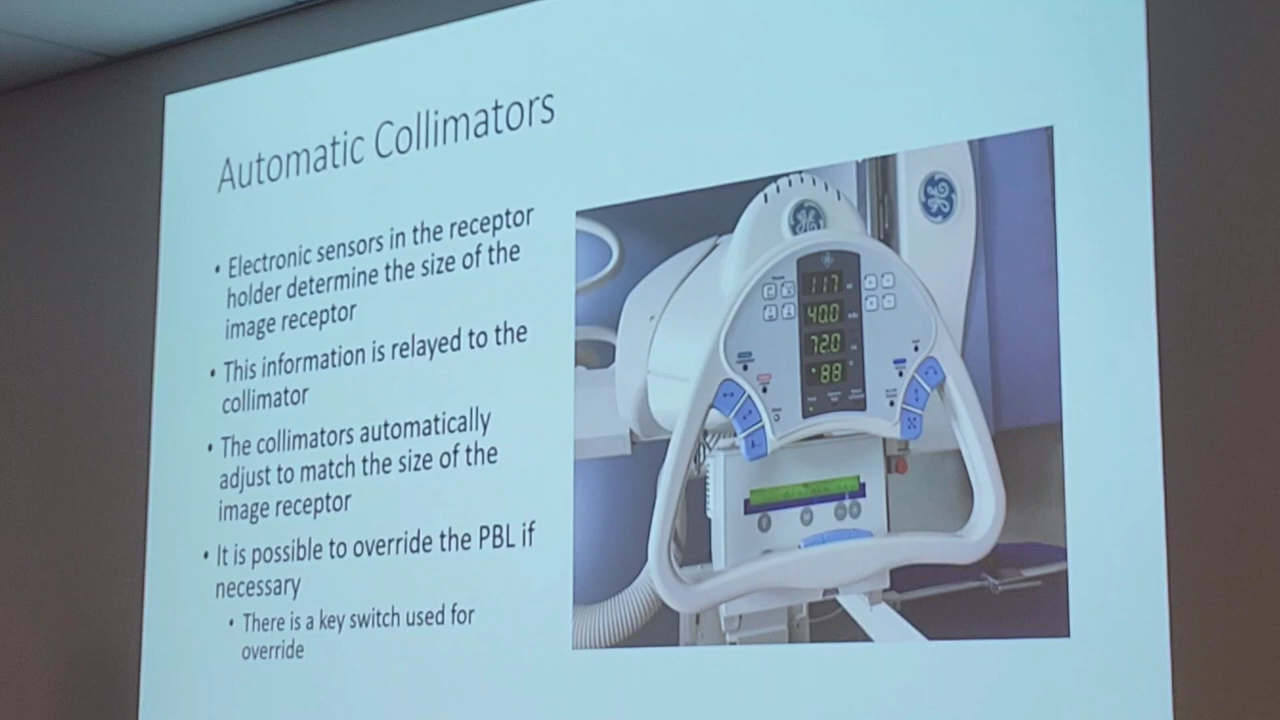 Automatic Collimators
• Electronic sensors in the receptor
holder determine the size of the
image receptor
• This information is relayed to the
collimator
• The collimators automatically
adjust to match the size of the
image receptor
• It is possible to override the PBL if
necessary
• There is a key switch used for
override
117
40.0
72.0
88